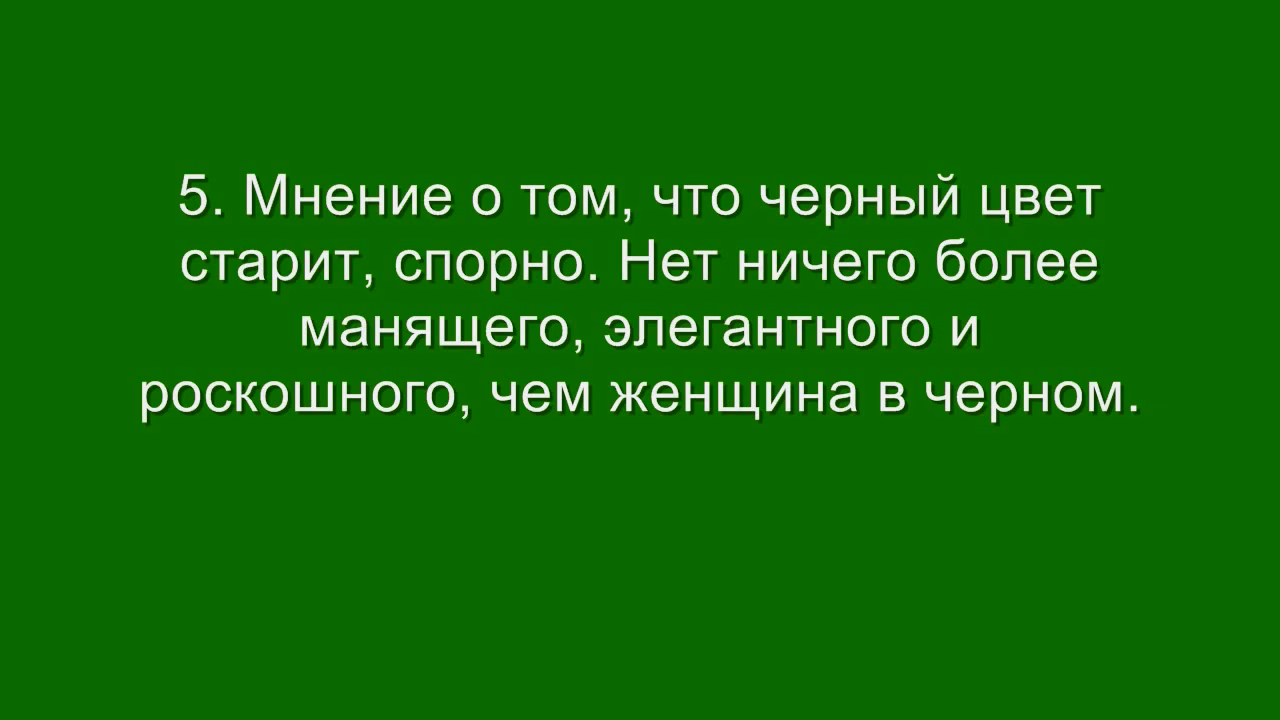 5. Мнение о том, что черный цвет
старит, спорно. Нет ничего более
манящего, элегантного и
роскошного, чем женщина в черном.